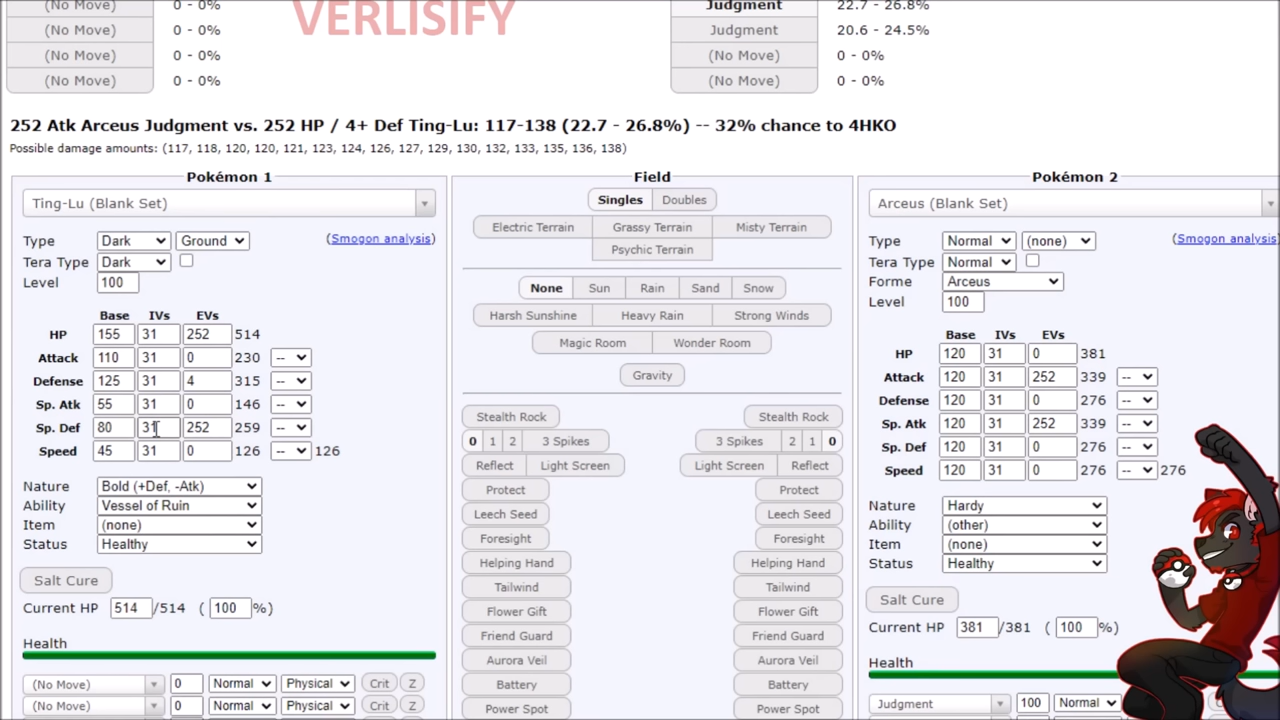 (No Move) 0 - 0% Judgment 22.7 - 26.8%
VERLISIFY
(No Move) 0 - 0% Judgment 20.6 - 24.5%
(No Move) 0 - 0% (No Move) 0 - 0%
(No Move) 0 - 0% (No Move) 0 - 0%
252 Atk Arceus Judgment vs. 252 HP / 4+ Def Ting-Lu: 117-138 (22.7 - 26.8%) -- 32% chance to 4HKO
Possible damage amounts: (117, 118, 120, 120, 121, 123, 124, 126, 127, 129, 130, 132, 133, 135, 136, 138)
Pokémon 1
Ting-Lu (Blank Set)
Type Dark Ground (Smogon analysis)
Tera Type Dark
Level 100
Base IVs EVs
HP 155 31 252 514
Attack 110 31 0 230 --
Defense 125 31 4 315 --
Sp. Atk 55 31 0 146 --
Sp. Def 80 31 252 259 --
Speed 45 31 0 126 -- 126
Nature Bold (+Def, -Atk)
Ability Vessel of Ruin
Item (none)
Status Healthy
Salt Cure
Current HP 514 /514 ( 100 %)
Health
(No Move) 0 Normal Physical Crit Z
(No Move) 0 Normal Physical Crit Z
Field
Singles Doubles
Electric Terrain Grassy Terrain Misty Terrain
Psychic Terrain
None Sun Rain Sand Snow
Harsh Sunshine Heavy Rain Strong Winds
Magic Room Wonder Room
Gravity
Stealth Rock Stealth Rock
0 1 2 3 Spikes 3 Spikes 2 1 0
Reflect Light Screen Light Screen Reflect
Protect Protect
Leech Seed Leech Seed
Foresight Foresight
Helping Hand Helping Hand
Tailwind Tailwind
Flower Gift Flower Gift
Friend Guard Friend Guard
Aurora Veil Aurora Veil
Battery Battery
Power Spot Power Spot
Pokémon 2
Arceus (Blank Set)
Type Normal (none) (Smogon analysis)
Tera Type Normal
Forme Arceus
Level 100
Base IVs EVs
HP 120 31 0 381
Attack 120 31 252 339 --
Defense 120 31 0 276 --
Sp. Atk 120 31 252 339 --
Sp. Def 120 31 0 276 --
Speed 120 31 0 276 -- 276
Nature Hardy
Ability (other)
Item (none)
Status Healthy
Salt Cure
Current HP 381 /381 ( 100 %)
Health
Judgment 100 Normal